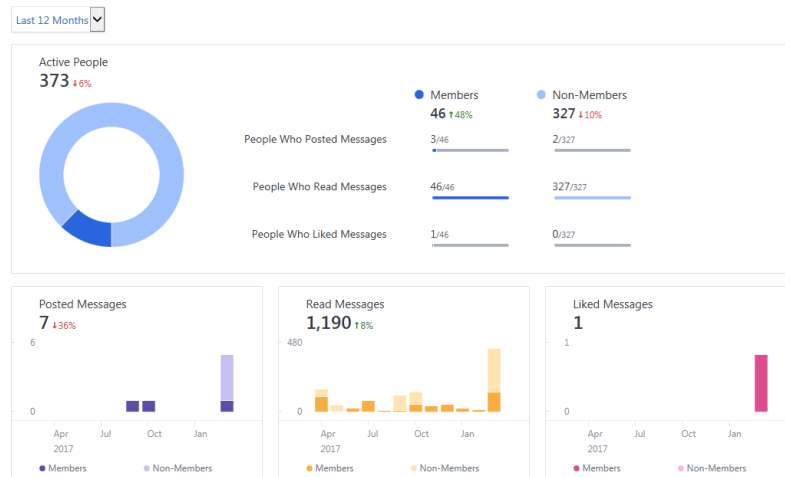 Last 12 Months
Active People
373 ↓6%
Members
Non-Members
46 ↑48%
327 ↓10%
People Who Posted Messages
3/46
2/327
People Who Read Messages
46/46
327/327
People Who Liked Messages
1/46
0/327
Posted Messages
7 ↓36%
6
0
Apr Jul Oct Jan
2017
Members Non-Members
Read Messages
1,190 ↑8%
480
0
Apr Jul Oct Jan
2017
Members Non-Members
Liked Messages
1
1
0
Apr Jul Oct Jan
2017
Members Non-Members